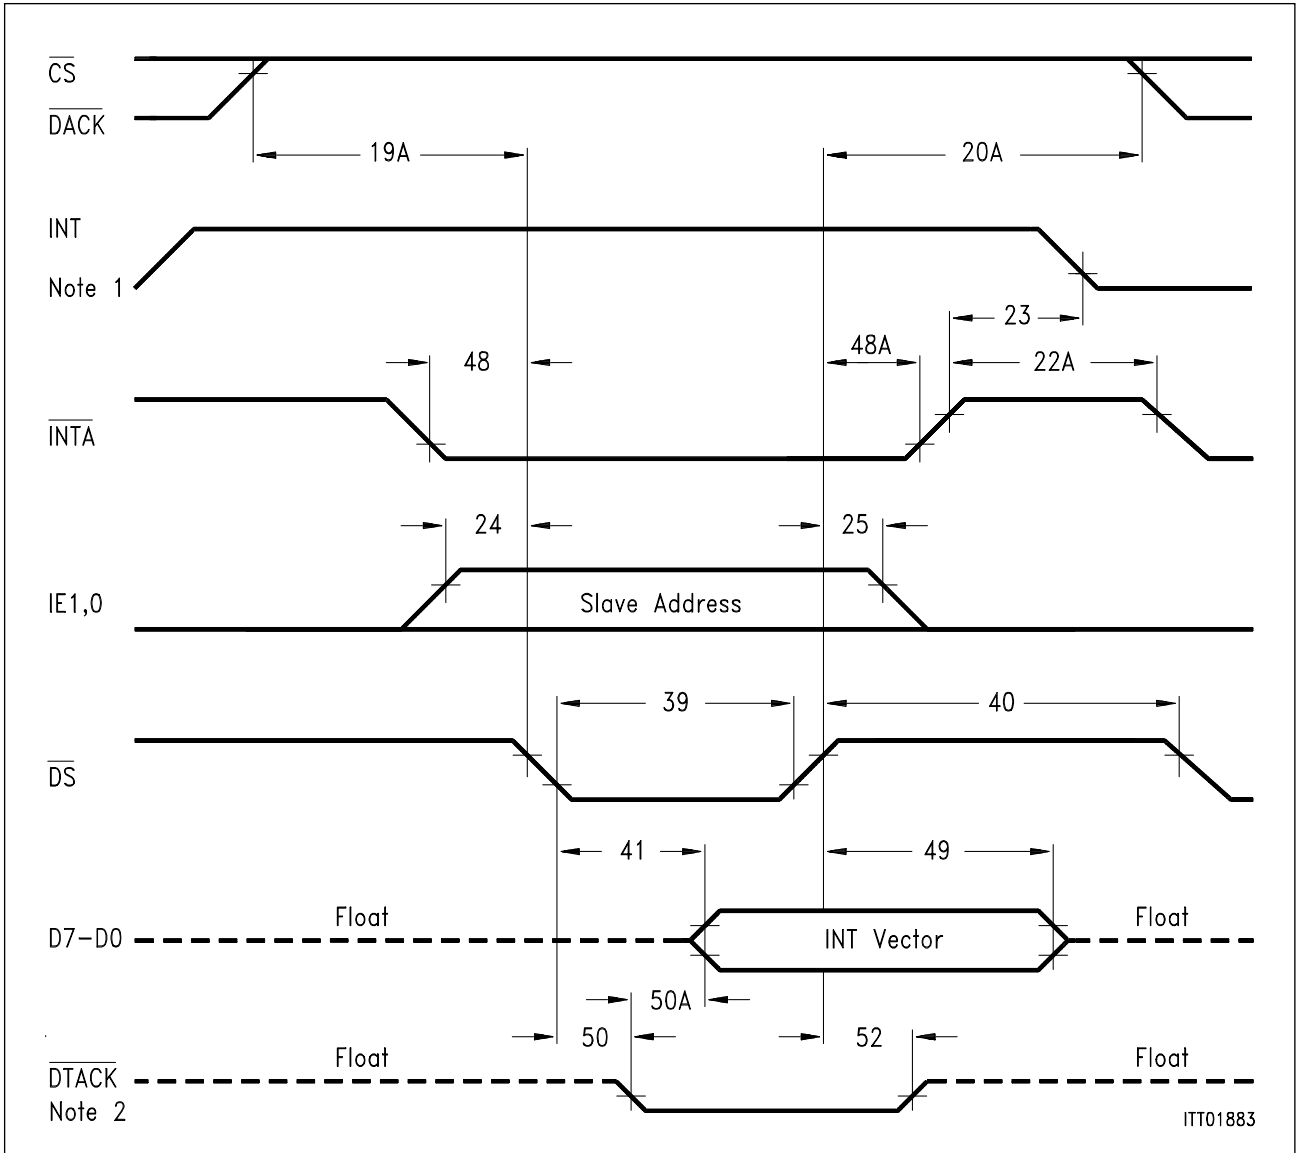 CS
DACK
19A
20A
INT
Note 1
23
48
48A
22A
INTA
24
25
IE1,0
Slave Address
39
40
DS
41
49
Float
Float
D7-D0
INT Vector
50A
50
52
Float
Float
DTACK
Note 2
ITT01883